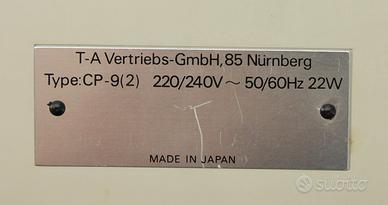 T-A Vertriebs-GmbH, 85 Nürnberg
Type: CP-9(2) 220/240V ~ 50/60Hz 22W
MADE IN JAPAN
subito